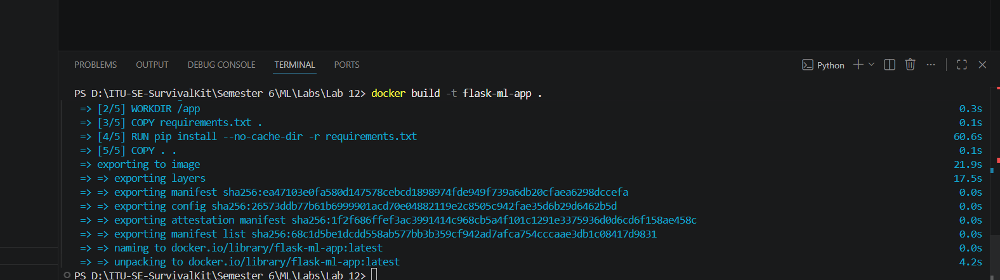 PROBLEMS OUTPUT DEBUG CONSOLE TERMINAL PORTS Python
PS D:\ITU-SE-SurvivalKit\Semester 6\ML\Labs\Lab 12> docker build -t flask-ml-app .
=> [2/5] WORKDIR /app 0.3s
=> [3/5] COPY requirements.txt . 0.1s
=> [4/5] RUN pip install --no-cache-dir -r requirements.txt 60.6s
=> [5/5] COPY . . 0.1s
=> exporting to image 21.9s
=> => exporting layers 17.5s
=> => exporting manifest sha256:ea47103e0fa580d147578cebcd1898974fde949f739a6db20cfaea6298dccefa 0.0s
=> => exporting config sha256:26573ddb77b61b6999901acd70e04882119e2c8505c942fae35d6b29d6462b5d 0.0s
=> => exporting attestation manifest sha256:1f2f686ffef3ac3991414c968cb5a4f101c1291e3375936d0d6cd6f158ae458c 0.0s
=> => exporting manifest list sha256:68c1d5be1dcdd558ab577bb3b359cf942ad7afca754cccaae3db1c08417d9831 0.0s
=> => naming to docker.io/library/flask-ml-app:latest 0.0s
=> => unpacking to docker.io/library/flask-ml-app:latest 4.2s
PS D:\ITU-SE-SurvivalKit\Semester 6\ML\Labs\Lab 12>